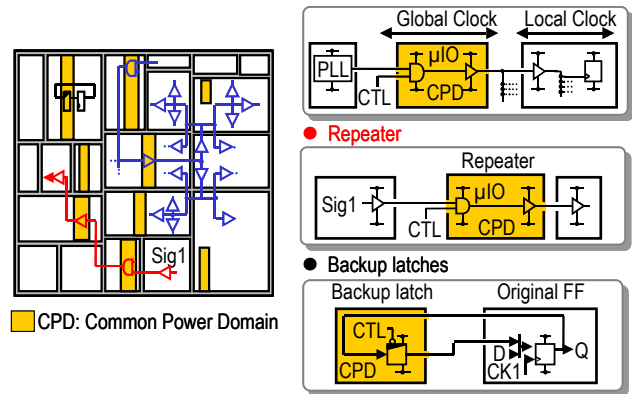 Sig1
CPD: Common Power Domain
Global Clock
Local Clock
PLL
µIO
CTL
CPD
● Repeater
Repeater
Sig1
µIO
CTL
CPD
● Backup latches
Backup latch
Original FF
CTL
CPD
D
CK1
Q